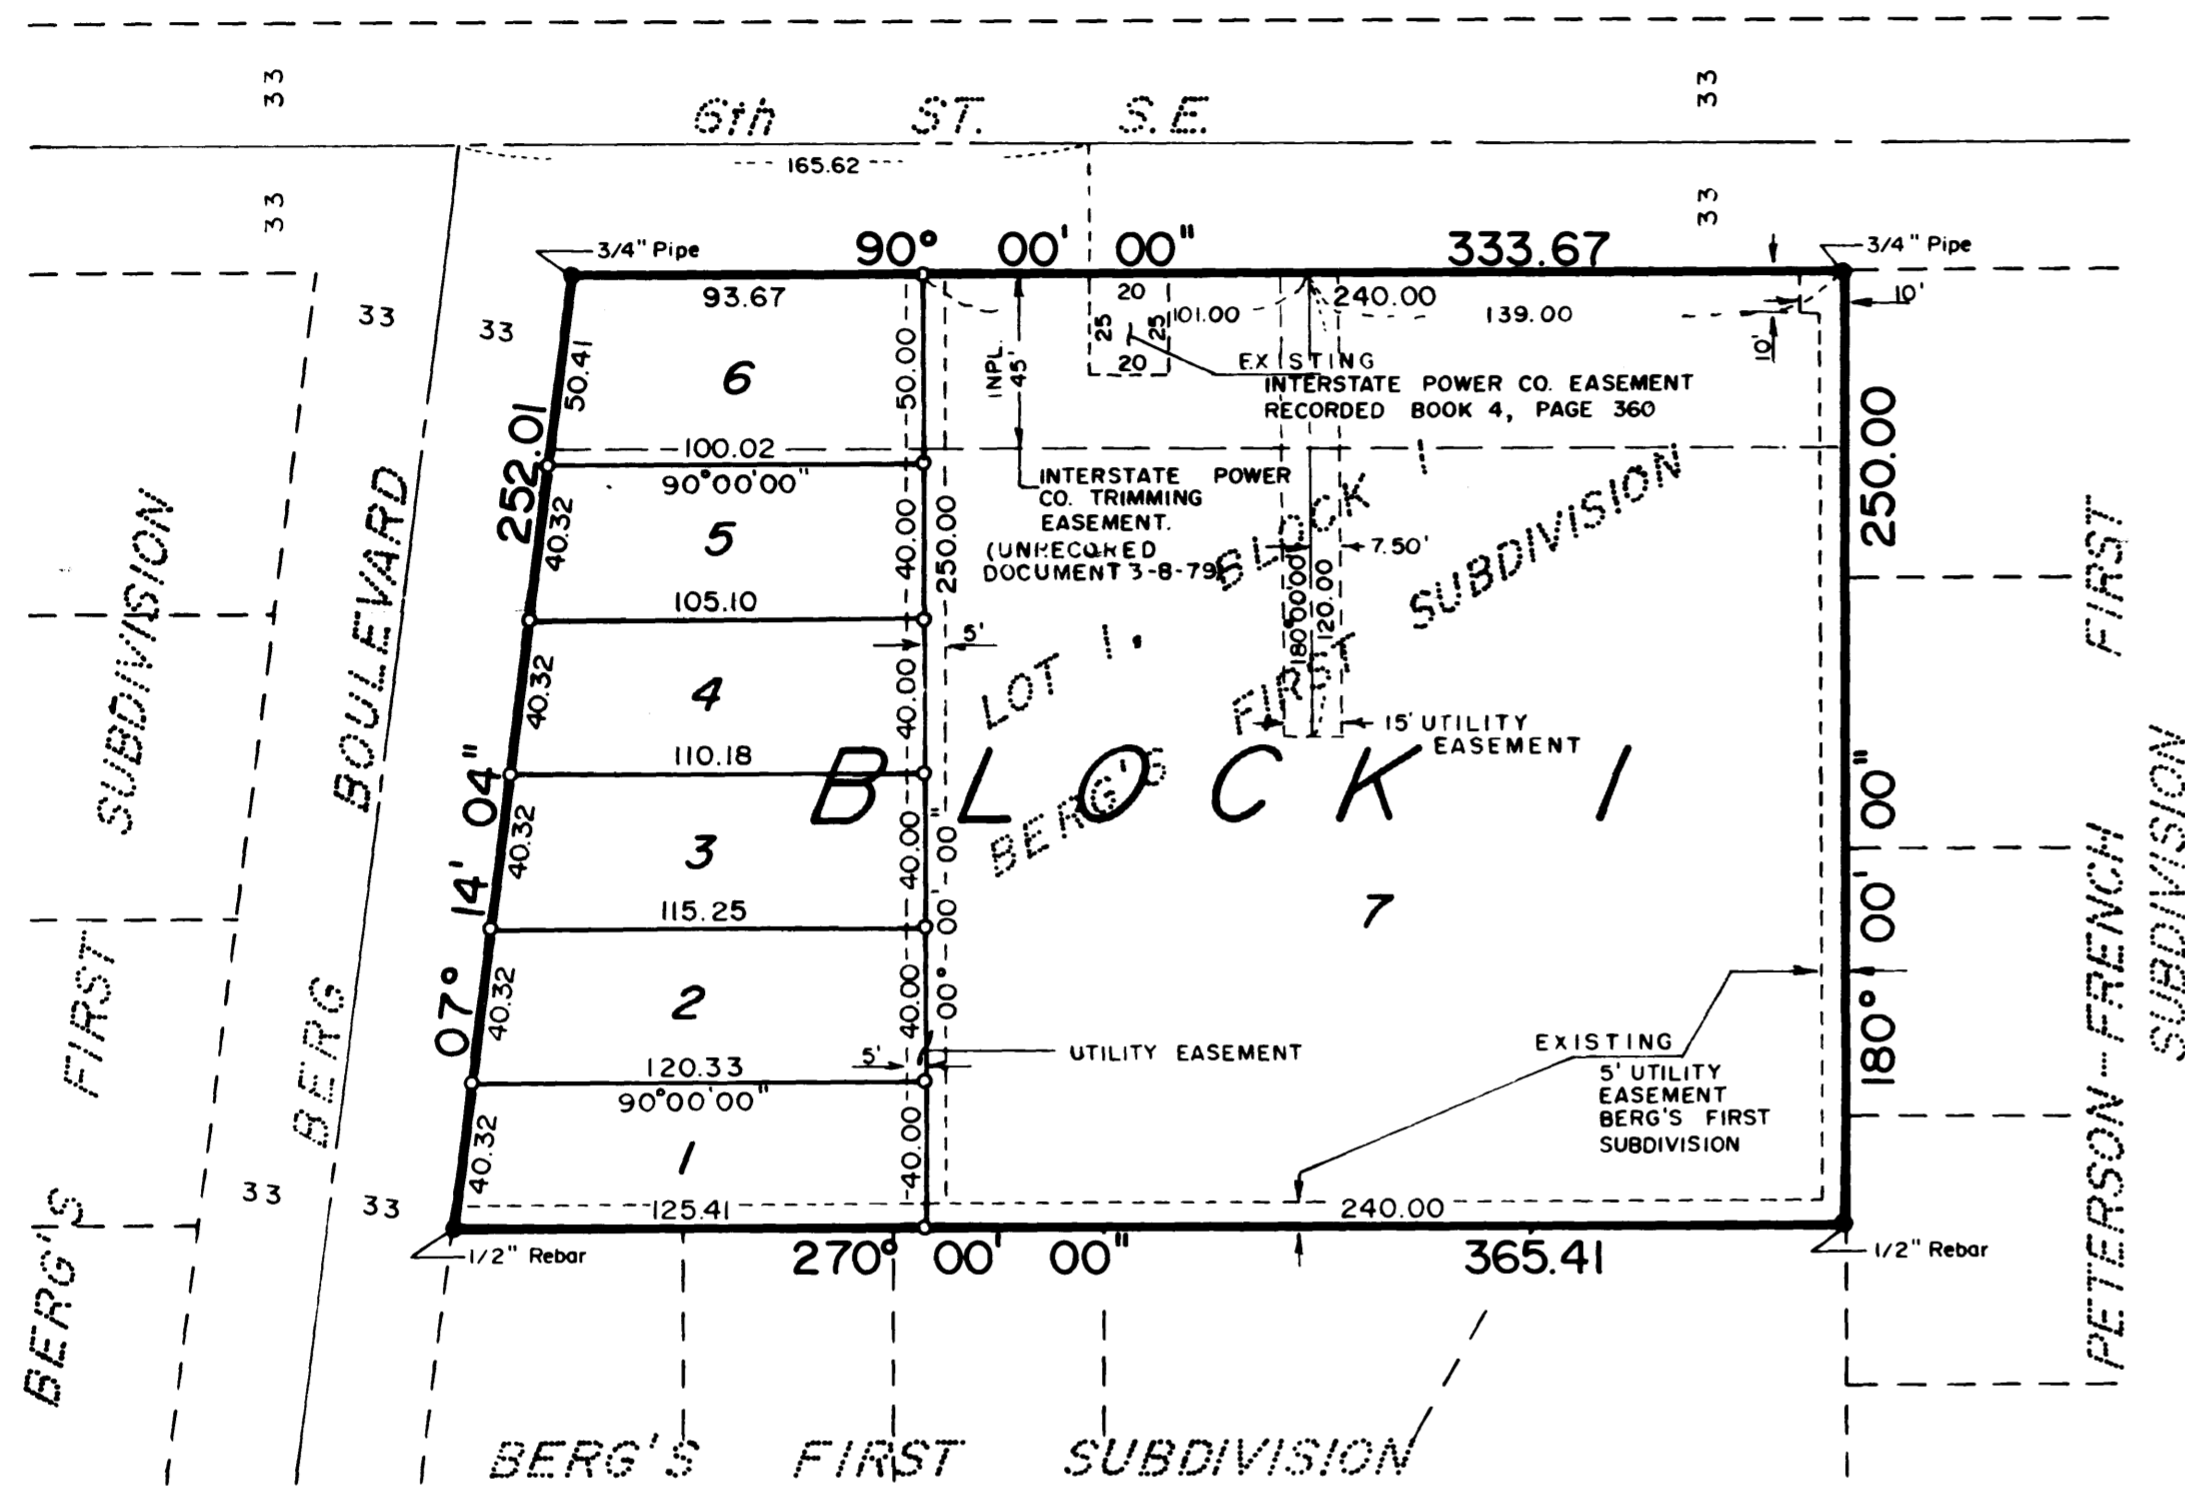 33
33
33
33
6th ST. S.E.
165.62
33
33
3/4" Pipe
90° 00' 00"
333.67
3/4" Pipe
93.67
20
240.00
10'
33
33
101.00
139.00
25
25
20
10'
50.41
6
50.00
INPL.
45'
EXISTING
INTERSTATE POWER CO. EASEMENT
RECORDED BOOK 4, PAGE 360
252.01
250.00
100.02
90°00'00"
INTERSTATE POWER
CO. TRIMMING
EASEMENT.
(UNRECORED
DOCUMENT 3-8-79)
40.32
5
40.00
250.00
7.50'
180°00'00"
120.00
105.10
5'
LOT 1, BLOCK 1
BERG'S FIRST SUBDIVISION
40.32
4
40.00
15' UTILITY
EASEMENT
110.18
BLOCK 1
07° 14' 04"
40.32
3
40.00
00° 00' 00"
7
115.25
180° 00' 00"
40.32
2
40.00
5'
UTILITY EASEMENT
120.33
90°00'00"
EXISTING
5' UTILITY
EASEMENT
BERG'S FIRST
SUBDIVISION
40.32
1
40.00
33
33
125.41
240.00
1/2" Rebar
270° 00' 00"
365.41
1/2" Rebar
BERG BOULEVARD
BERG'S FIRST SUBDIVISION
BERG'S FIRST SUBDIVISION
PETERSON-FRENCH FIRST
SUBDIVISION